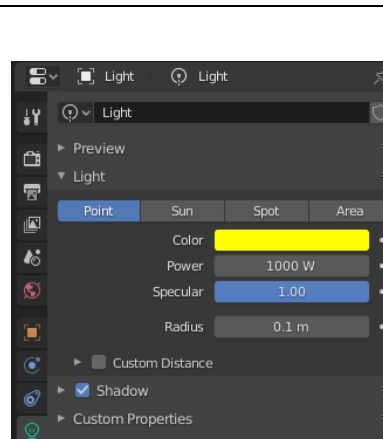 Light Light
Light
Preview
Light
Point Sun Spot Area
Color
Power 1000 W
Specular 1.00
Radius 0.1 m
Custom Distance
Shadow
Custom Properties